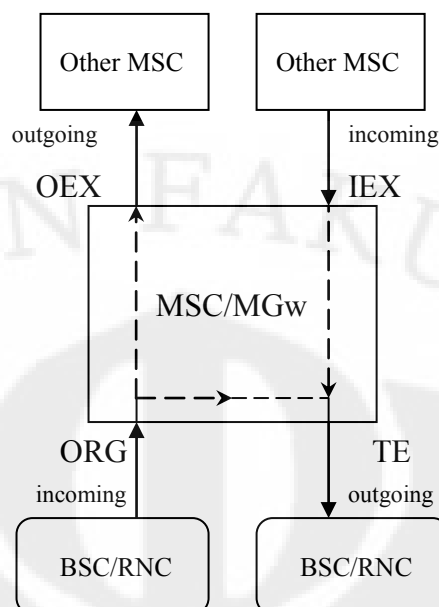 Other MSC
Other MSC
outgoing
incoming
OEX
IEX
MSC/MGw
ORG
TE
incoming
outgoing
BSC/RNC
BSC/RNC